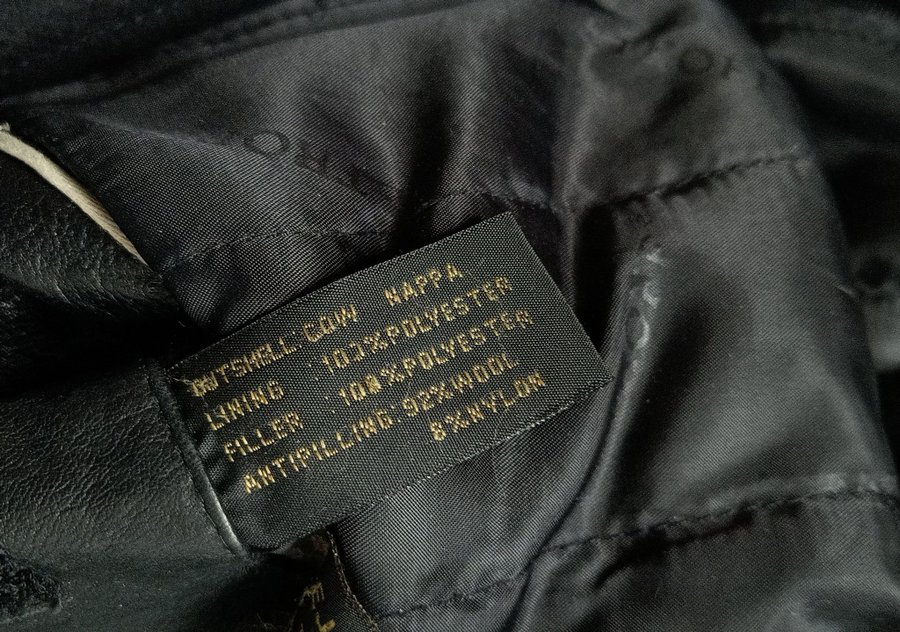 OUTSHELL:COW NAPPA
LINING :100%POLYESTER
FILLER :100%POLYESTER
ANTIPILLING:92%WOOL
8%NYLON